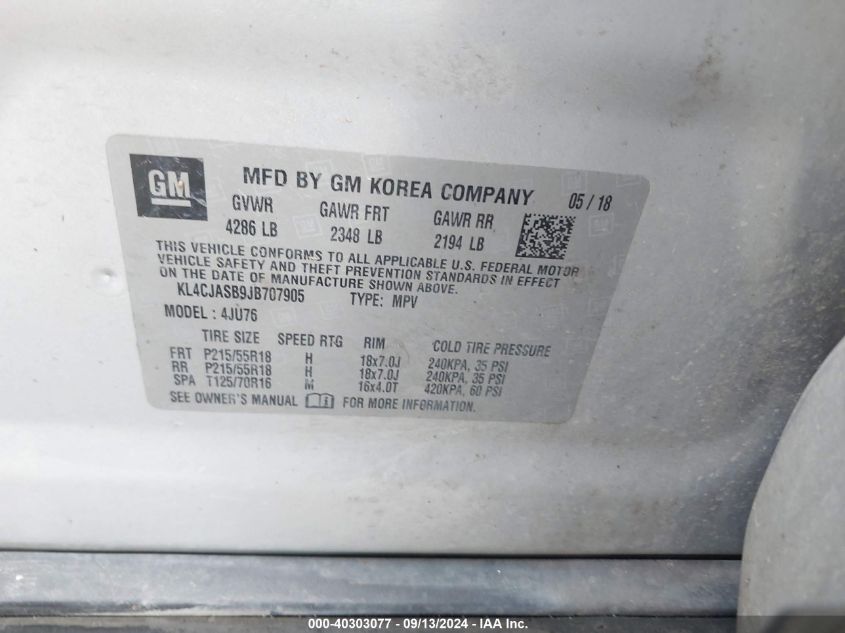 GM MFD BY GM KOREA COMPANY 05 / 18
GVWR GAWR FRT GAWR RR
4286 LB 2348 LB 2194 LB
THIS VEHICLE CONFORMS TO ALL APPLICABLE U.S. FEDERAL MOTOR
VEHICLE SAFETY AND THEFT PREVENTION STANDARDS IN EFFECT
ON THE DATE OF MANUFACTURE SHOWN ABOVE.
KL4CJASB9JB707905 TYPE: MPV
MODEL: 4JU76
TIRE SIZE SPEED RTG RIM COLD TIRE PRESSURE
FRT P215/55R18 H 18x7.0J 240KPA, 35 PSI
RR P215/55R18 H 18x7.0J 240KPA, 35 PSI
SPA T125/70R16 M 16x4.0T 420KPA, 60 PSI
SEE OWNER'S MANUAL FOR MORE INFORMATION.
000-40303077 - 09/13/2024 - IAA Inc.